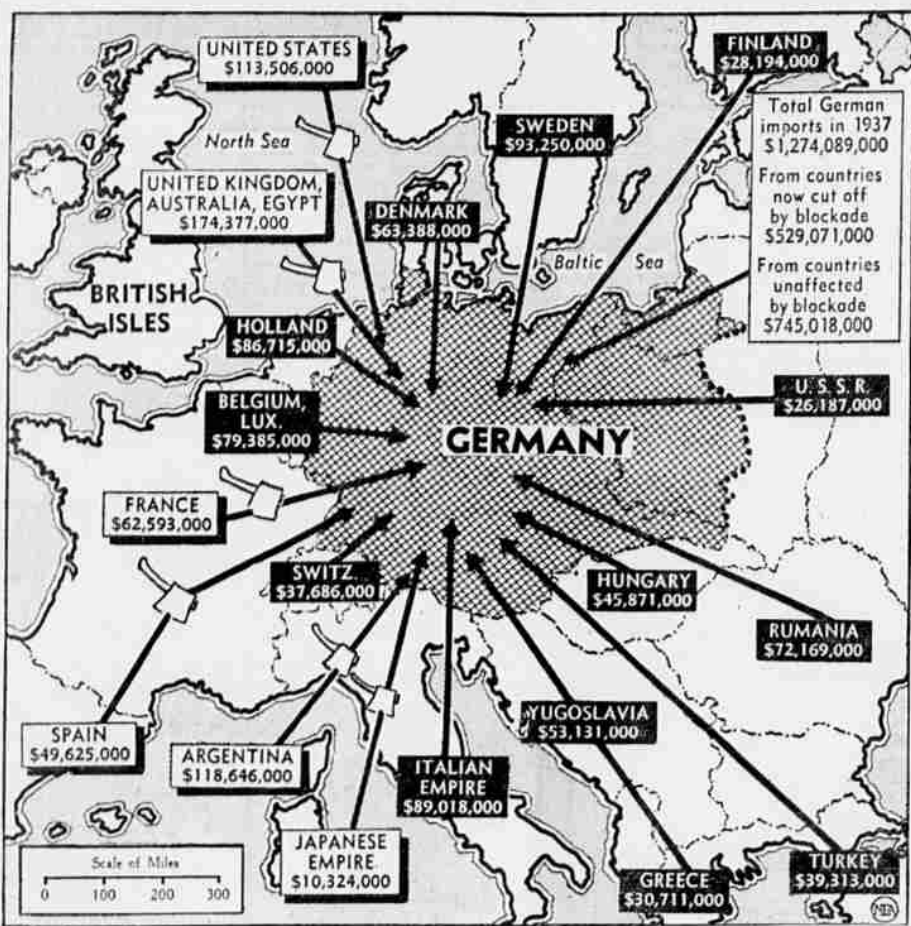 UNITED STATES
$113,506,000
FINLAND
$28,194,000
Total German
imports in 1937
$1,274,089,000
From countries
now cut off
by blockade
$529,071,000
From countries
unaffected
by blockade
$745,018,000
North Sea
SWEDEN
$93,250,000
UNITED KINGDOM,
AUSTRALIA, EGYPT
$174,377,000
DENMARK
$63,388,000
Baltic Sea
BRITISH
ISLES
HOLLAND
$86,715,000
U. S. S. R.
$26,187,000
BELGIUM,
LUX.
$79,385,000
GERMANY
FRANCE
$62,593,000
SWITZ.
$37,686,000
HUNGARY
$45,871,000
RUMANIA
$72,169,000
SPAIN
$49,625,000
ARGENTINA
$118,646,000
YUGOSLAVIA
$53,131,000
ITALIAN
EMPIRE
$89,018,000
JAPANESE
EMPIRE
$10,324,000
GREECE
$30,711,000
TURKEY
$39,313,000
Scale of Miles
0 100 200 300
NEA